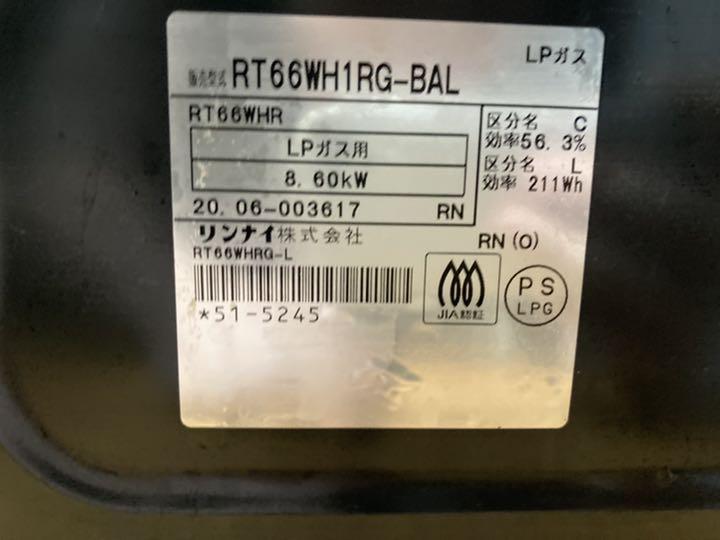 LPガス
販売型式 RT66WH1RG-BAL
RT66WHR
LPガス用
8.60kW
20.06-003617 RN
区分名 C
効率56.3%
区分名 L
効率 211Wh
リンナイ株式会社
RN(O)
RT66WHRG-L
*51-5245
JIA認証
PS
LPG